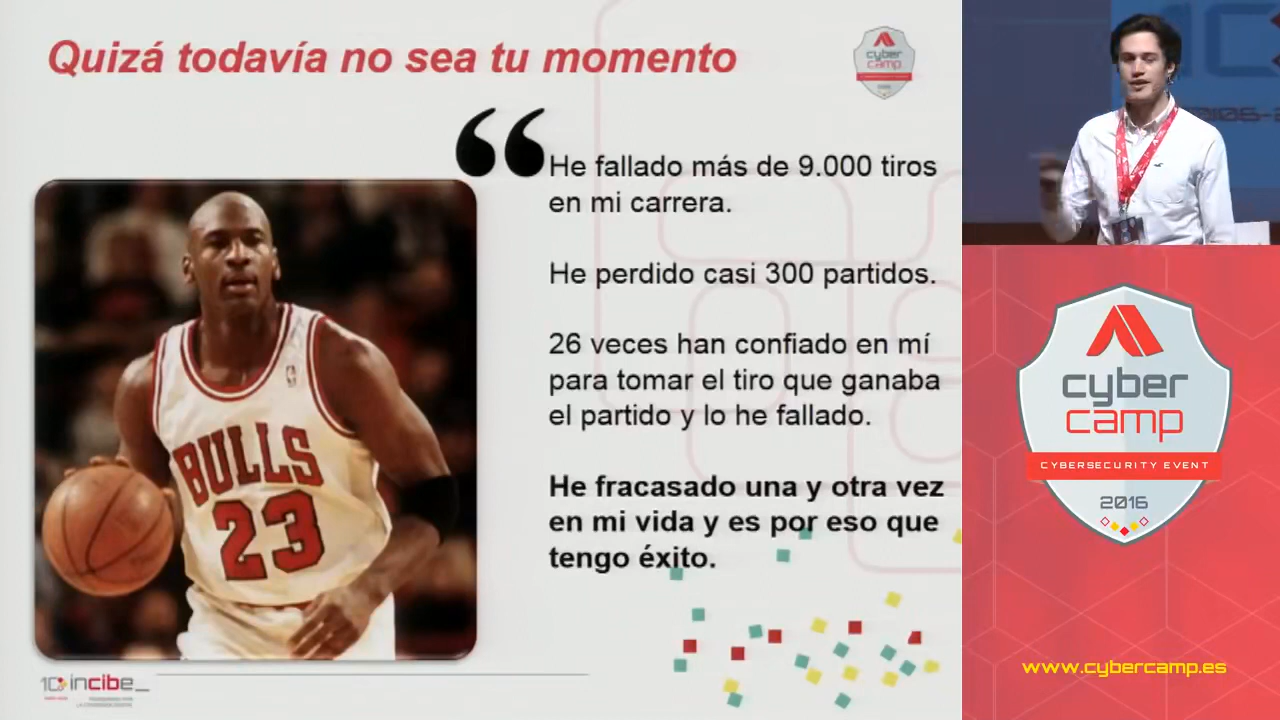 Quizá todavía no sea tu momento
cyber
camp
“
He fallado más de 9.000 tiros
en mi carrera.
He perdido casi 300 partidos.
26 veces han confiado en mí
para tomar el tiro que ganaba
el partido y lo he fallado.
He fracasado una y otra vez
en mi vida y es por eso que
tengo éxito.
BULLS
23
incibe_
cyber
camp
CYBERSECURITY EVENT
2016
www.cybercamp.es